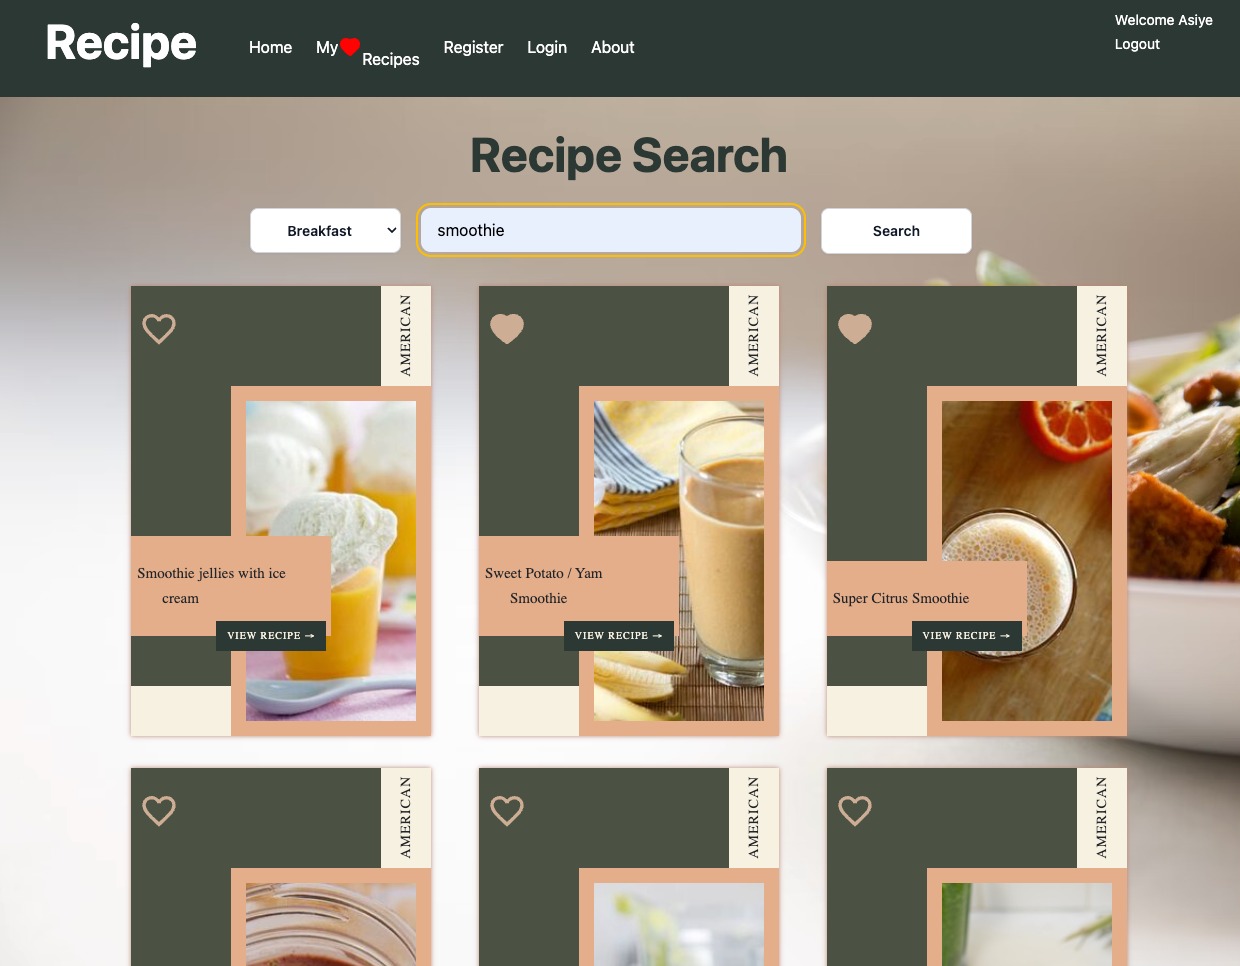 Recipe
Home
My
Recipes
Register
Login
About
Welcome Asiye
Logout
Recipe Search
Breakfast
smoothie
Search
AMERICAN
Smoothie jellies with ice
cream
VIEW RECIPE →
AMERICAN
Sweet Potato / Yam
Smoothie
VIEW RECIPE →
AMERICAN
Super Citrus Smoothie
VIEW RECIPE →
AMERICAN
AMERICAN
AMERICAN